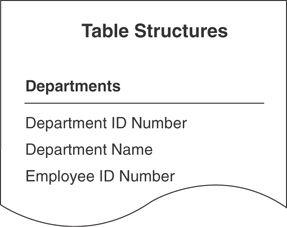 Table Structures
Departments
Department ID Number
Department Name
Employee ID Number